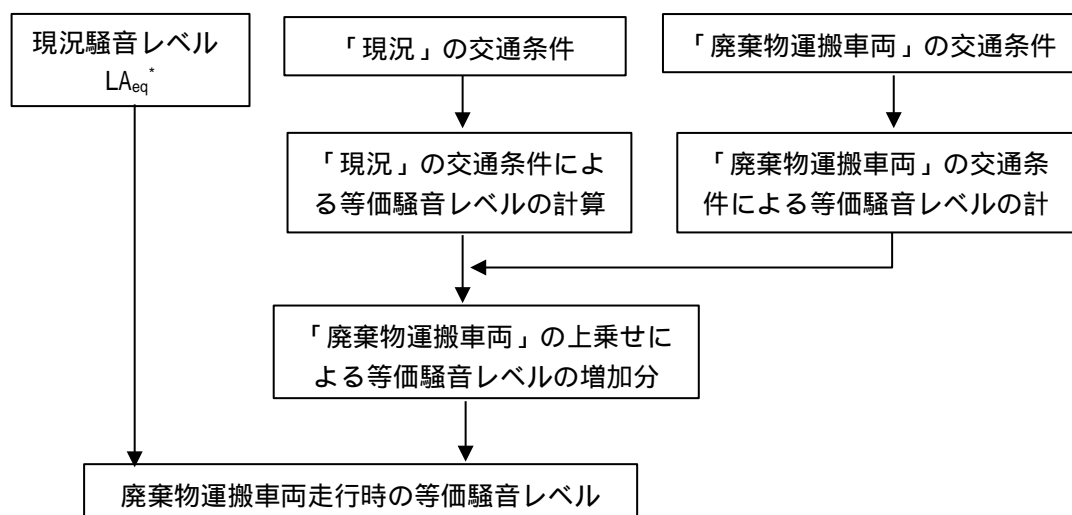 現況騒音レベル
LAeq*
「現況」の交通条件
「廃棄物運搬車両」の交通条件
「現況」の交通条件によ
る等価騒音レベルの計算
「廃棄物運搬車両」の交通条
件による等価騒音レベルの計
「廃棄物運搬車両」の上乗せに
よる等価騒音レベルの増加分
廃棄物運搬車両走行時の等価騒音レベル